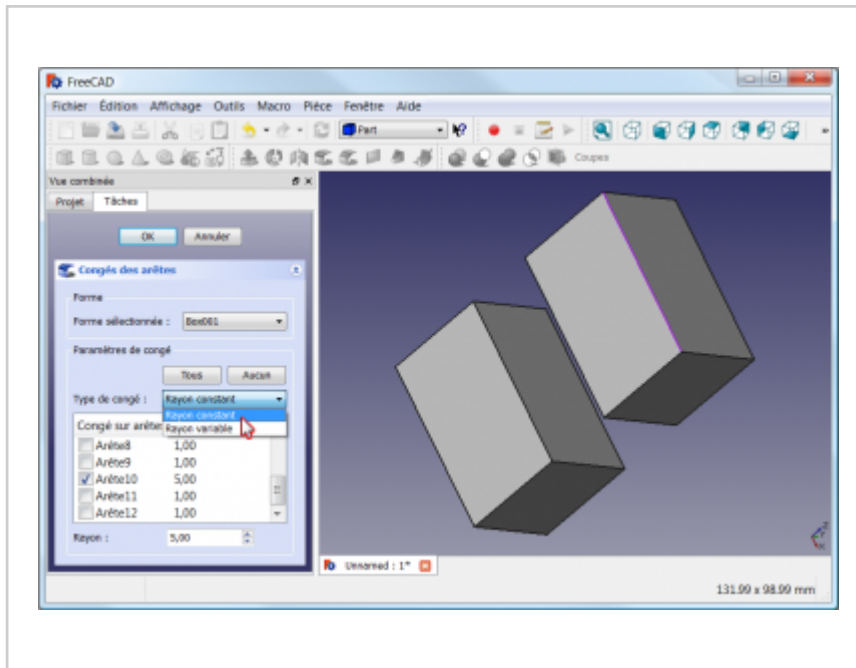 FreeCAD
Fichier Édition Affichage Outils Macro Pièce Fenêtre Aide
Part
Coupes
Vue combinée
Projet Tâches
OK Annuler
Congés des arêtes
Forme
Forme sélectionnée : Box001
Paramètres de congé
Tous Aucun
Type de congé : Rayon constant
Rayon constant
Congé sur arête Rayon variable
Arête8 1,00
Arête9 1,00
Arête10 5,00
Arête11 1,00
Arête12 1,00
Rayon : 5,00
Unnamed : 1*
131.99 x 98.99 mm